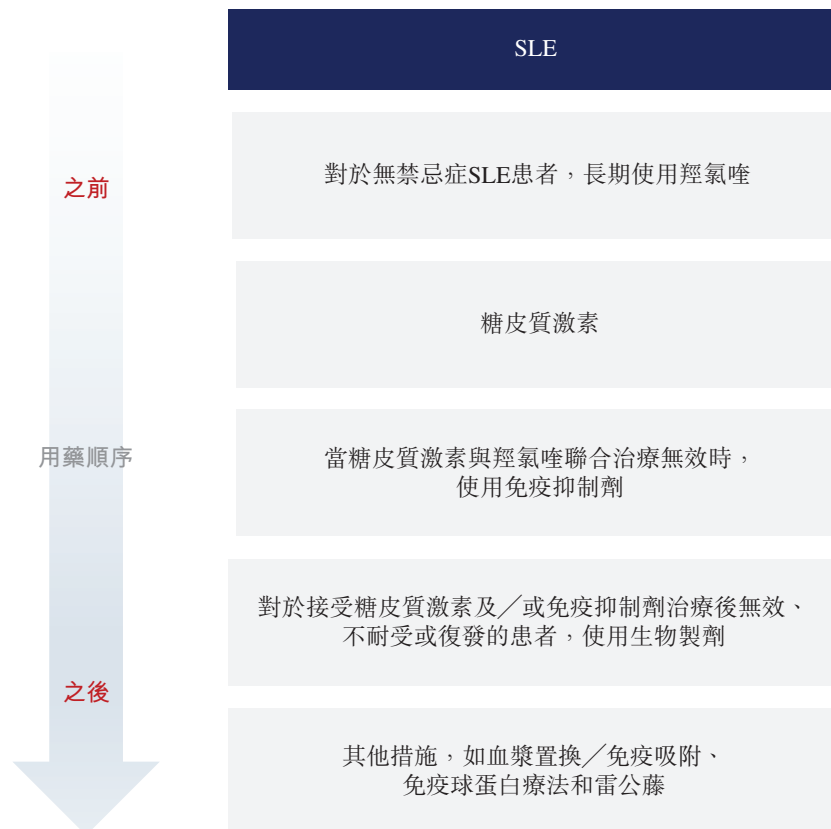 SLE
之前
對於無禁忌症SLE患者，長期使用羥氯喹
糖皮質激素
用藥順序
當糖皮質激素與羥氯喹聯合治療無效時，
使用免疫抑制劑
對於接受糖皮質激素及／或免疫抑制劑治療後無效、
不耐受或復發的患者，使用生物製劑
之後
其他措施，如血漿置換／免疫吸附、
免疫球蛋白療法和雷公藤